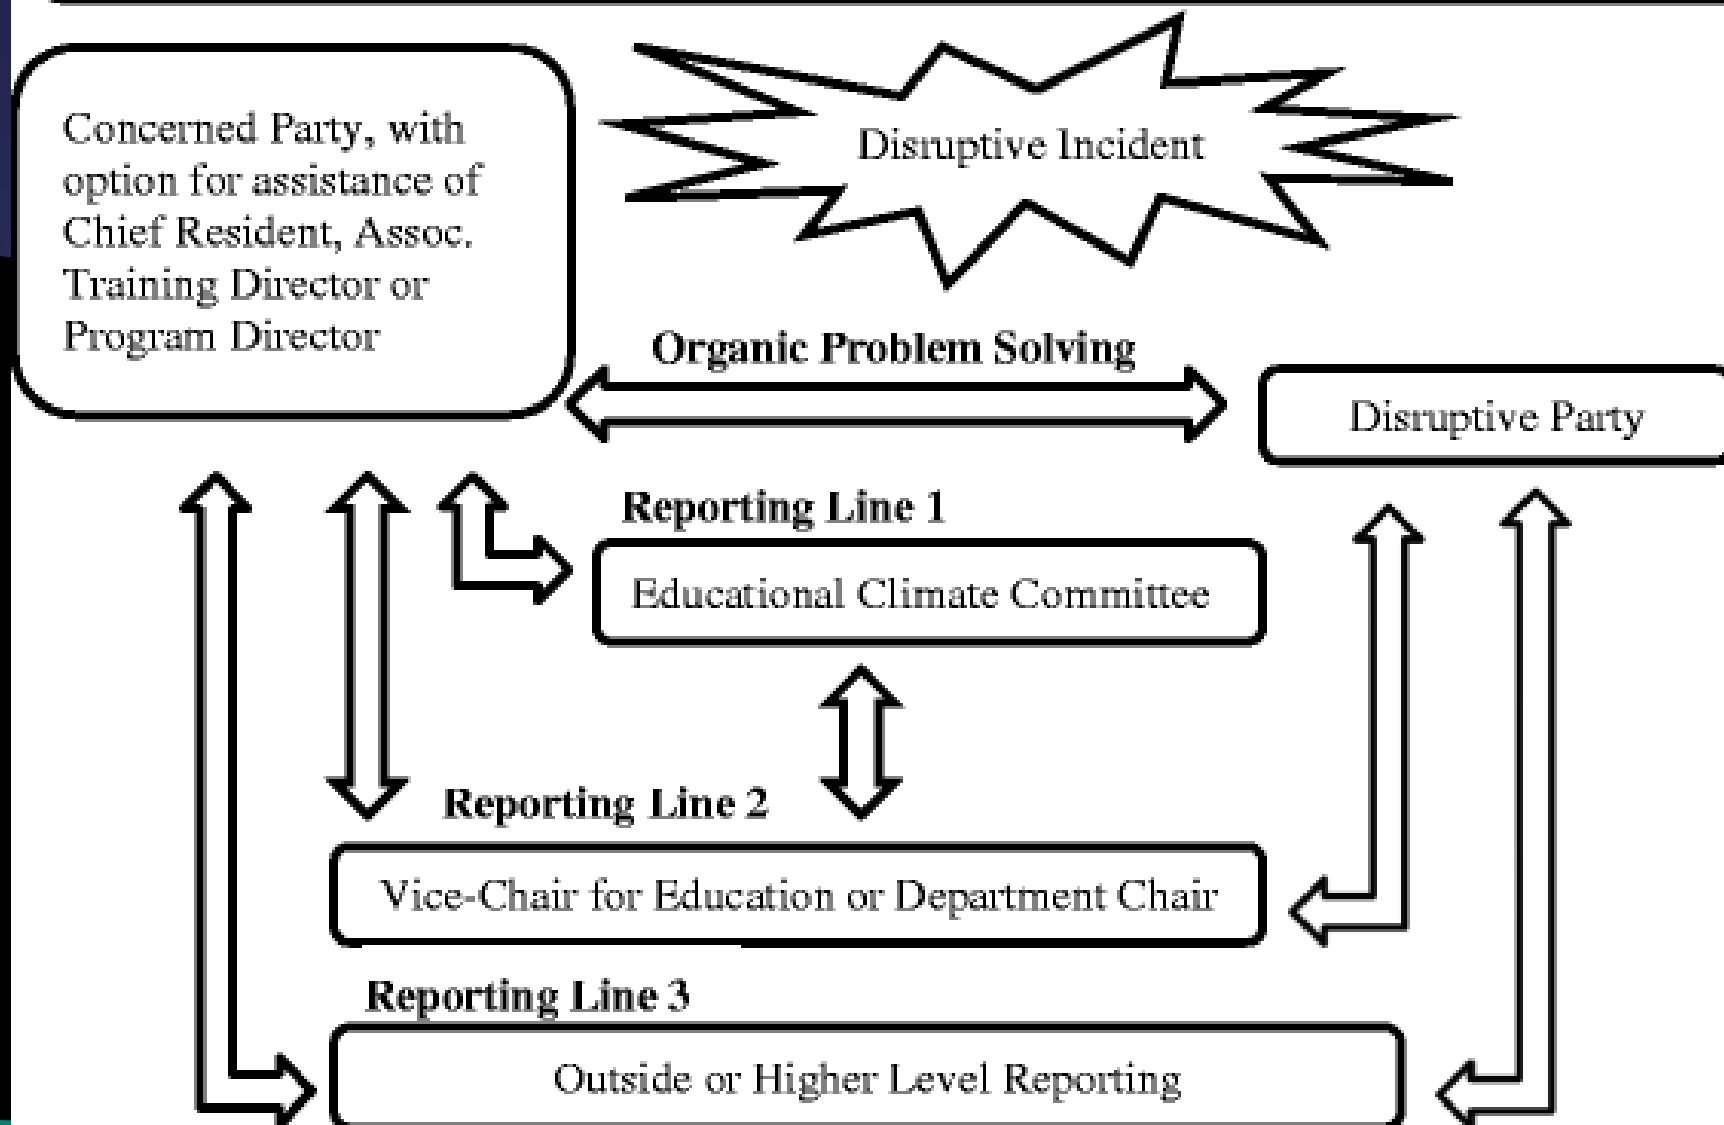 Concerned Party, with
option for assistance of
Chief Resident, Assoc.
Training Director or
Program Director
Disruptive Incident
Organic Problem Solving
Disruptive Party
Reporting Line 1
Educational Climate Committee
Reporting Line 2
Vice-Chair for Education or Department Chair
Reporting Line 3
Outside or Higher Level Reporting